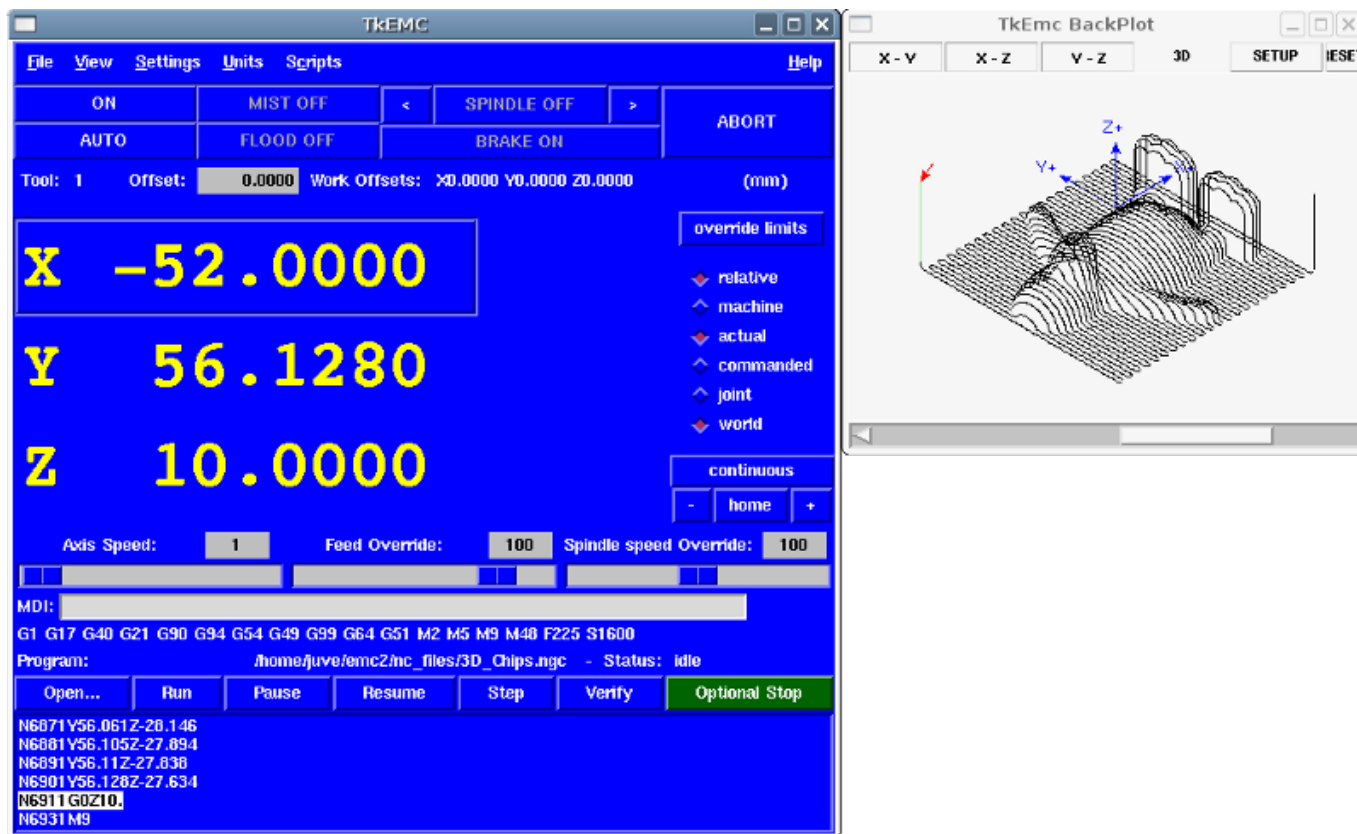 TkEMC
File View Settings Units Scripts Help
ON MIST OFF < SPINDLE OFF > ABORT
AUTO FLOOD OFF BRAKE ON
Tool: 1 Offset: 0.0000 Work Offsets: X0.0000 Y0.0000 Z0.0000 (mm)
override limits
X -52.0000
relative
machine
Y 56.1280
actual
commanded
joint
world
Z 10.0000
continuous
- home +
Axis Speed: 1 Feed Override: 100 Spindle speed Override: 100
MDI:
G1 G17 G40 G21 G90 G94 G54 G49 G99 G64 G51 M2 M5 M9 M48 F225 S1600
Program: /home/juve/emc2/nc_files/3D_Chips.ngc - Status: idle
Open... Run Pause Resume Step Verify Optional Stop
N6871Y56.061Z-28.146
N6881Y56.105Z-27.894
N6891Y56.11Z-27.838
N6901Y56.128Z-27.634
N6911G0Z10.
N6931M9
TkEmc BackPlot
X - Y X - Z Y - Z 3D SETUP RESE
Z+
Y+